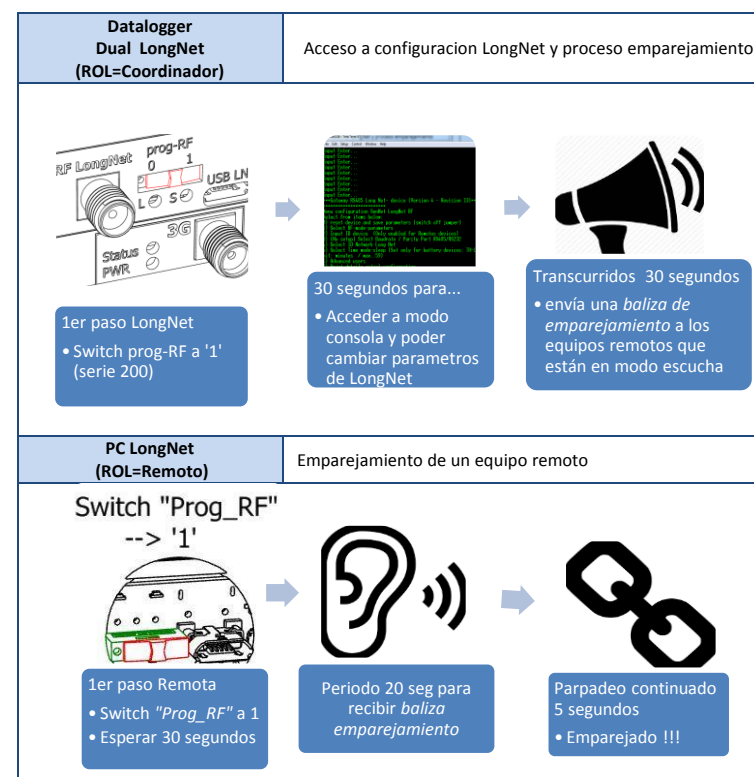 Datalogger
Dual LongNet
(ROL=Coordinador)
Acceso a configuracion LongNet y proceso emparejamiento
RF LongNet
prog-RF
0 1
USB LN
L S
3G
Status
PWR
1er paso LongNet
• Switch prog-RF a '1'
(serie 200)
30 segundos para...
• Acceder a modo
consola y poder
cambiar parametros
de LongNet
Transcurridos 30 segundos
• envía una baliza de
emparejamiento a los
equipos remotos que
están en modo escucha
PC LongNet
(ROL=Remoto)
Emparejamiento de un equipo remoto
Switch "Prog_RF"
--> '1'
1er paso Remota
• Switch "Prog_RF" a 1
• Esperar 30 segundos
Periodo 20 seg para
recibir baliza
emparejamiento
Parpadeo continuado
5 segundos
• Emparejado !!!